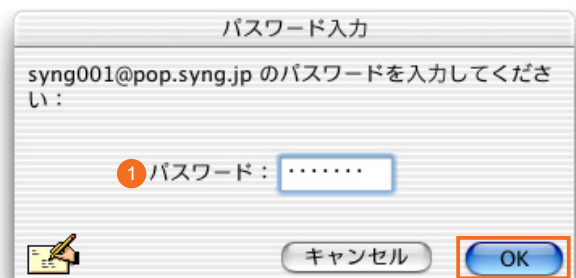 パスワード入力
syng001@pop.syng.jp のパスワードを入力してくださ
い：
1 パスワード： ･･･････
キャンセル OK